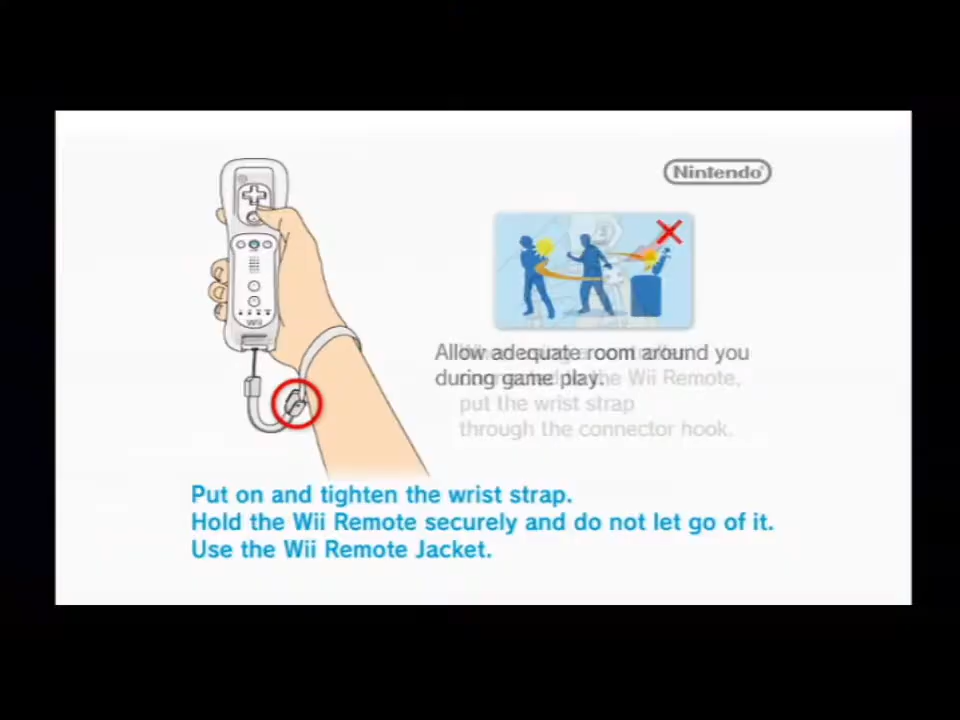 Nintendo
Allow adequate room around you
during game play.
the Wii Remote,
put the wrist strap
through the connector hook.
Wii
Put on and tighten the wrist strap.
Hold the Wii Remote securely and do not let go of it.
Use the Wii Remote Jacket.